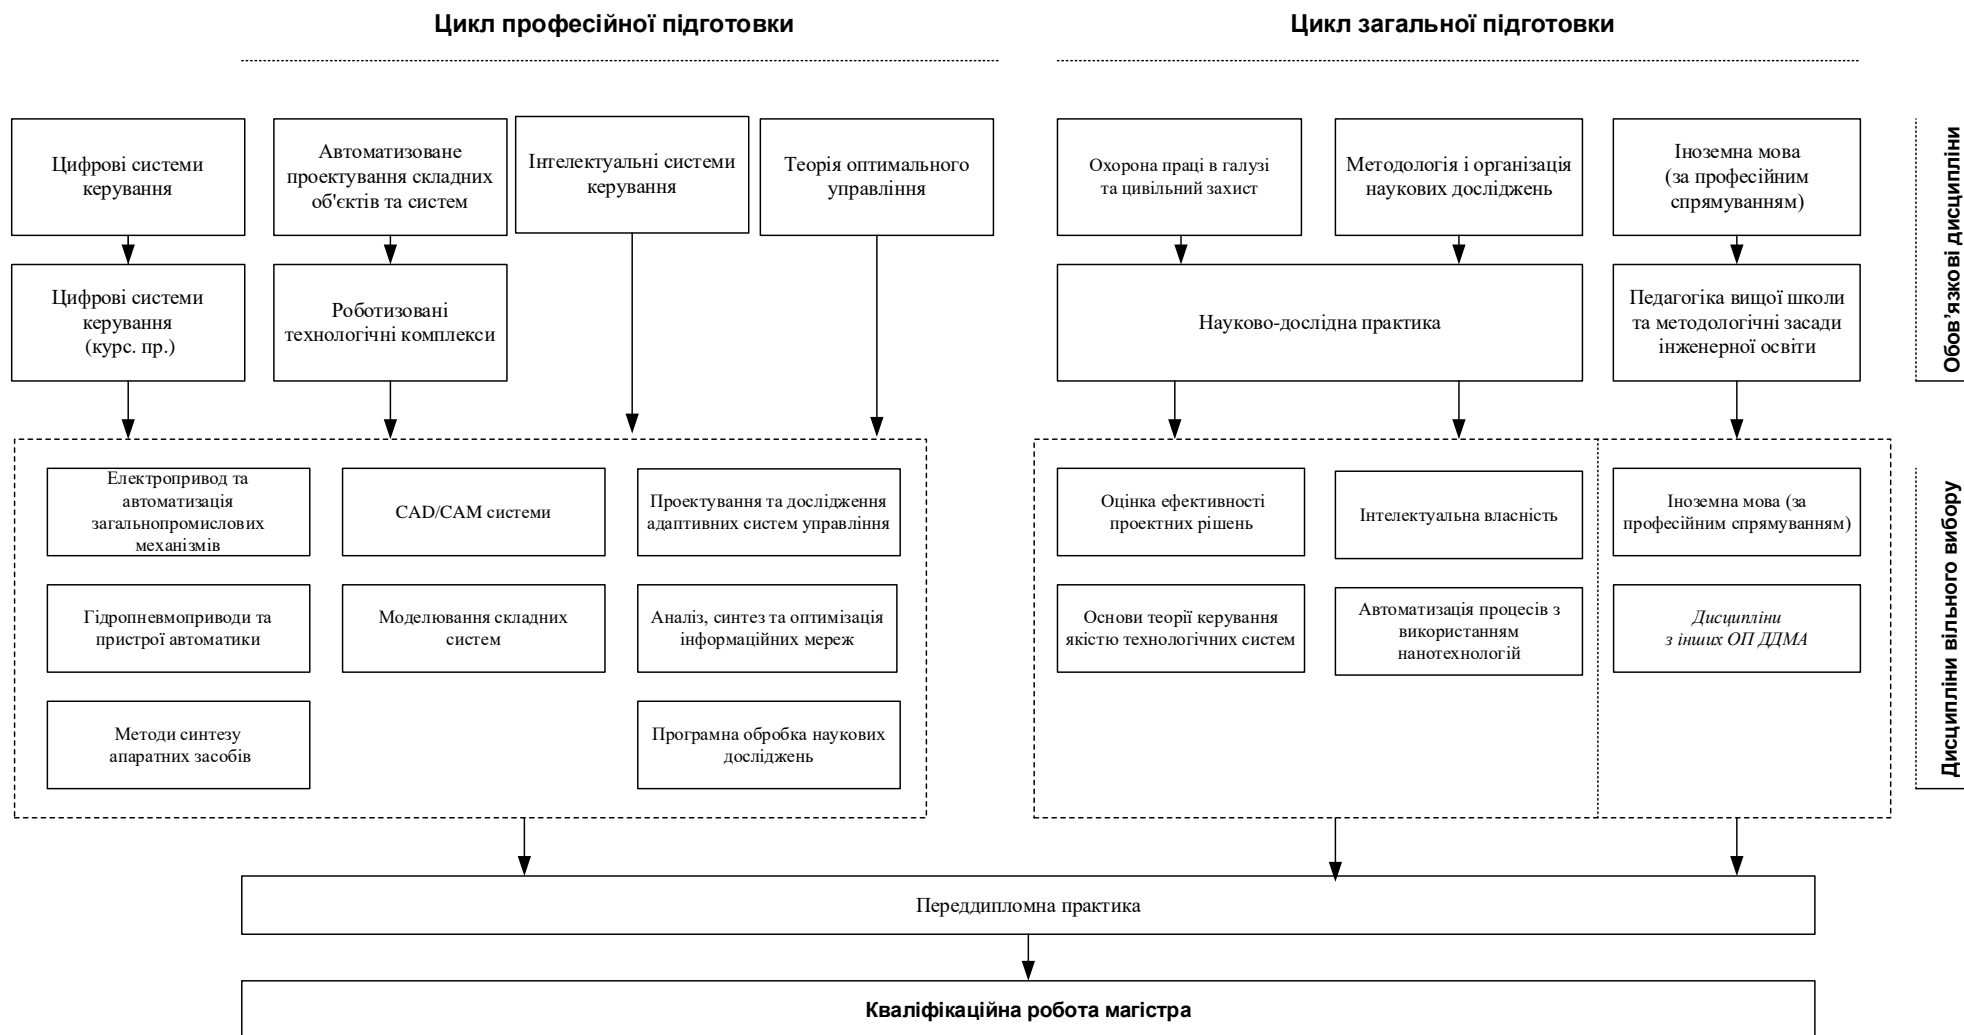 Цикл професійної підготовки
Цикл загальної підготовки
Цифрові системи
керування
Автоматизоване
проектування складних
об'єктів та систем
Інтелектуальні системи
керування
Теорія оптимального
управління
Охорона праці в галузі
та цивільний захист
Методологія і організація
наукових досліджень
Іноземна мова
(за професійним
спрямуванням)
Обов’язкові дисципліни
Цифрові системи
керування
(курс. пр.)
Роботизовані
технологічні комплекси
Науково-дослідна практика
Педагогіка вищої школи
та методологічні засади
інженерної освіти
Електропривод та
автоматизація
загальнопромислових
механізмів
CAD/CAM системи
Проектування та дослідження
адаптивних систем управління
Оцінка ефективності
проектних рішень
Інтелектуальна власність
Іноземна мова (за
професійним спрямуванням)
Дисципліни вільного вибору
Гідропневмоприводи та
пристрої автоматики
Моделювання складних
систем
Аналіз, синтез та оптимізація
інформаційних мереж
Основи теорії керування
якістю технологічних систем
Автоматизація процесів з
використанням
нанотехнологій
Дисципліни
з інших ОП ДДМА
Методи синтезу
апаратних засобів
Програмна обробка наукових
досліджень
Переддипломна практика
Кваліфікаційна робота магістра